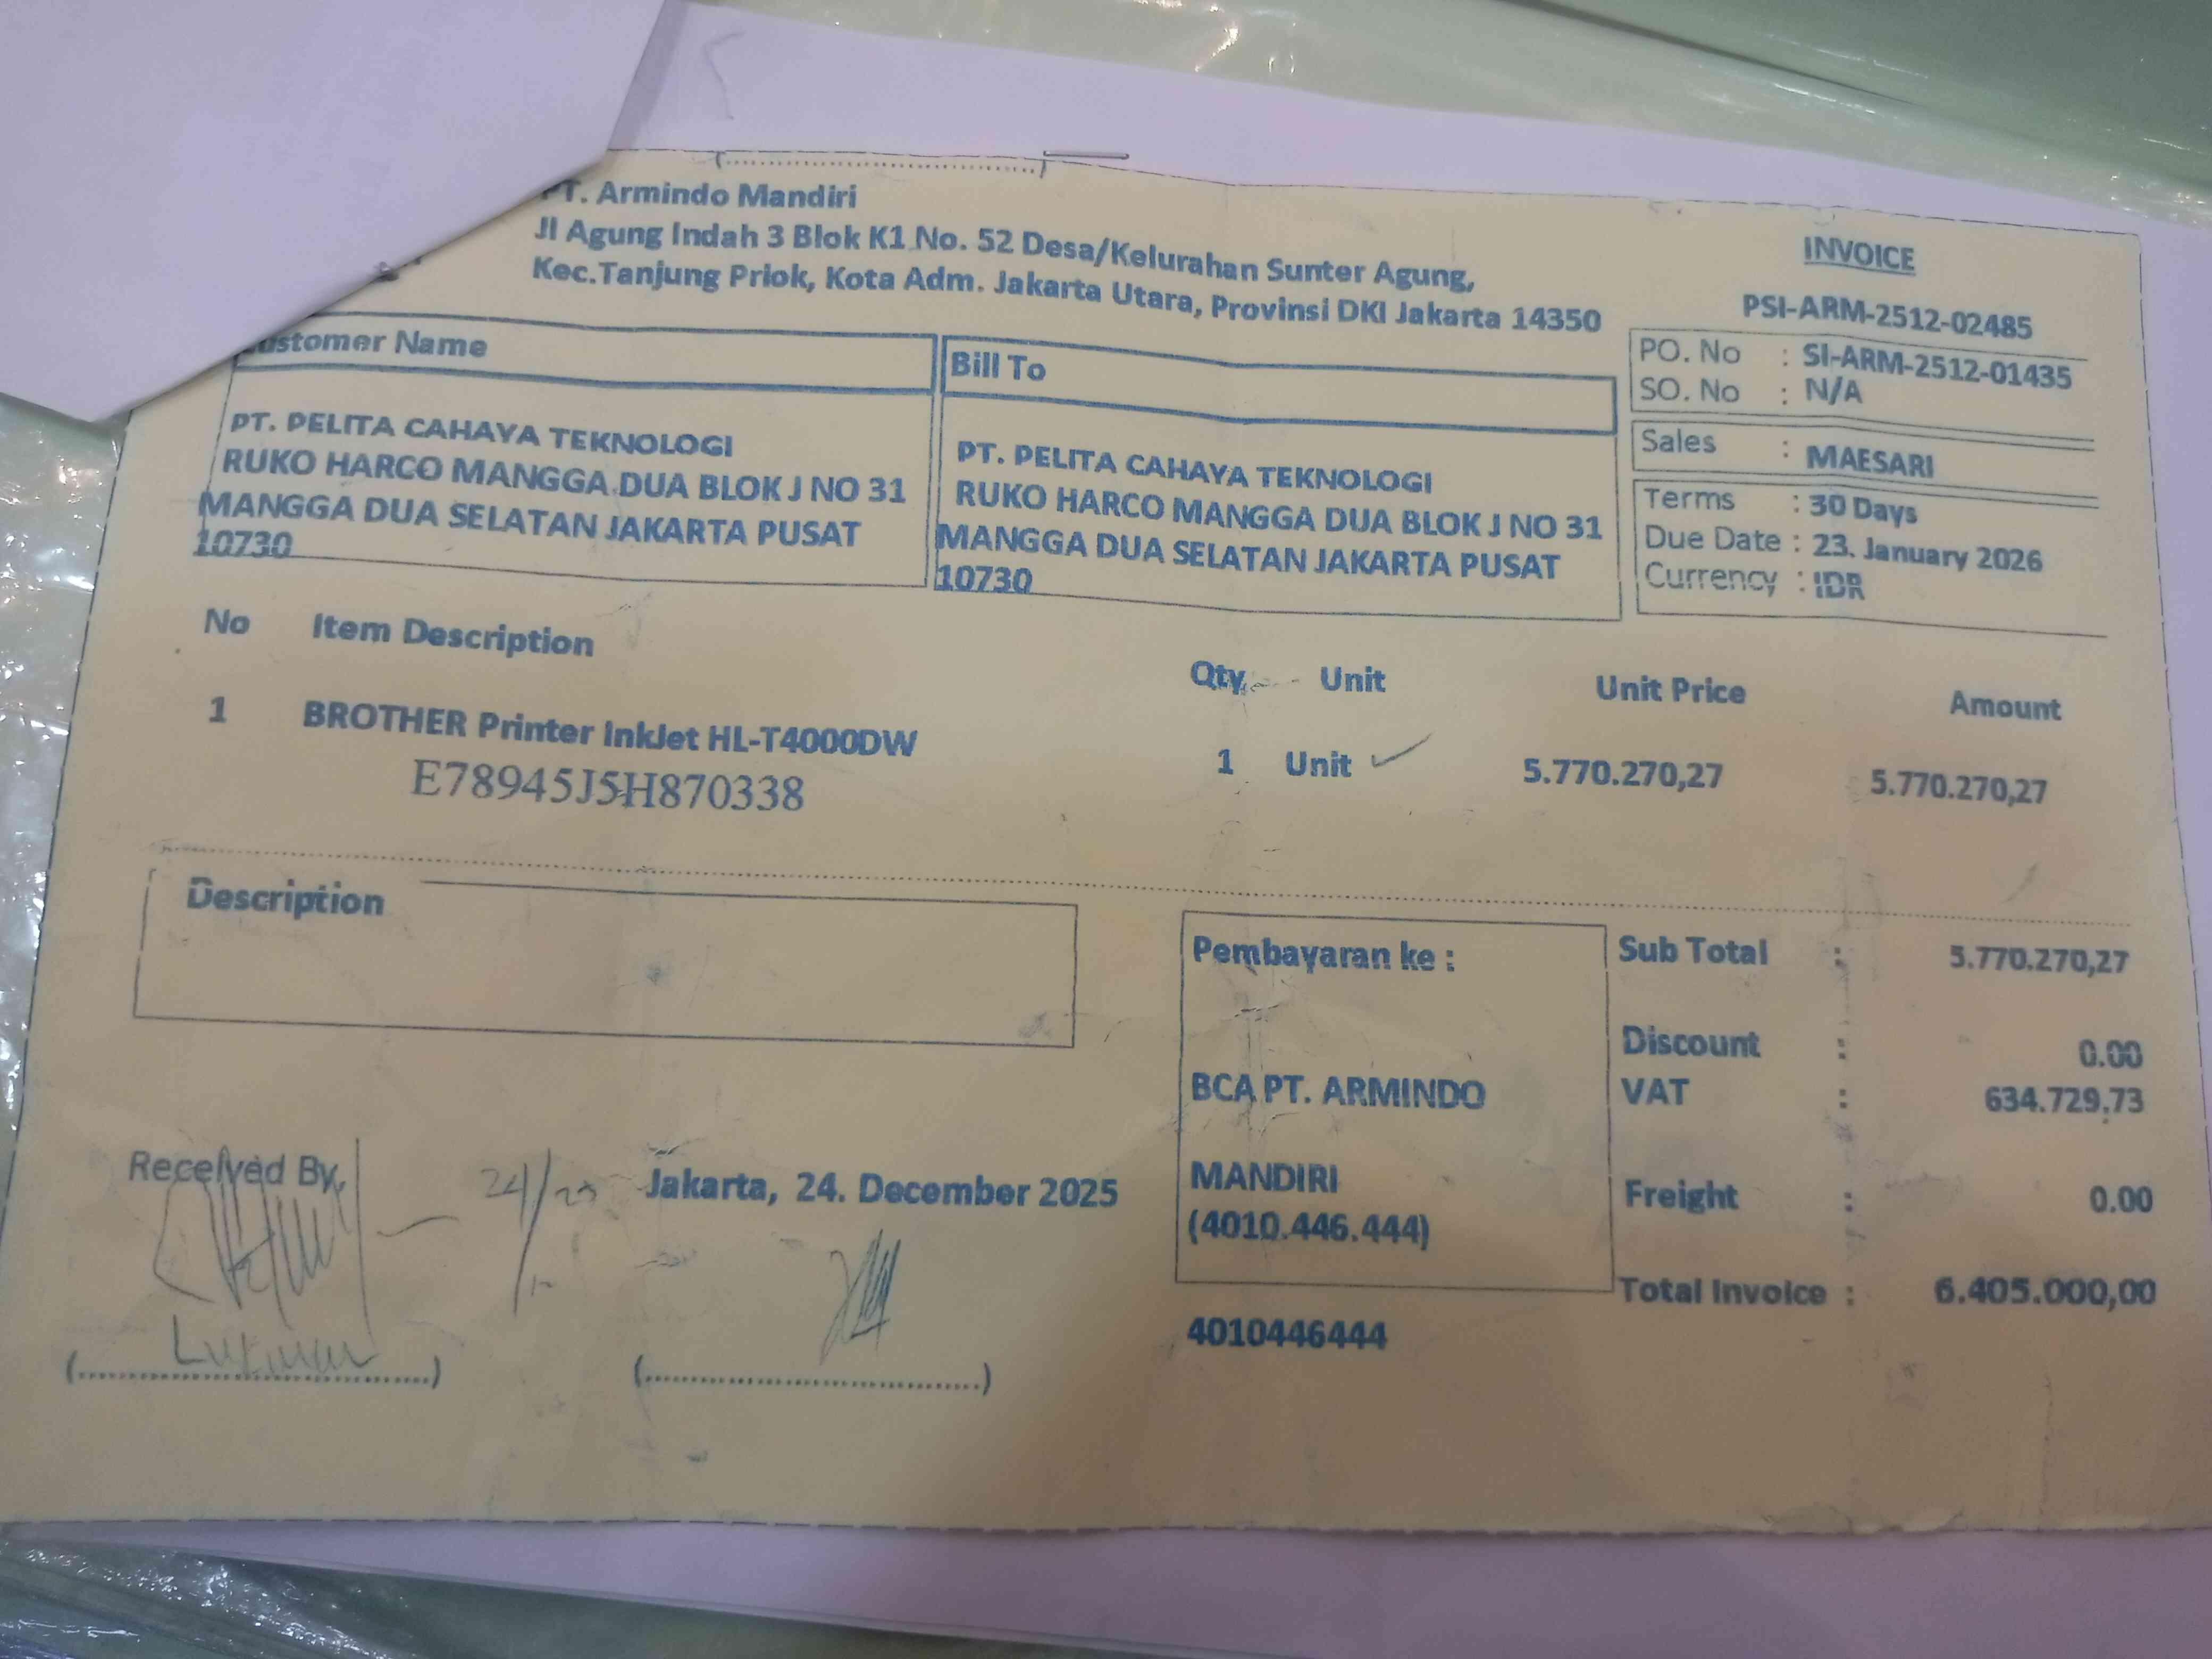 PT. Armindo Mandiri
Jl Agung Indah 3 Blok K1 No. 52 Desa/Kelurahan Sunter Agung,
Kec.Tanjung Priok, Kota Adm. Jakarta Utara, Provinsi DKI Jakarta 14350
INVOICE
PSI-ARM-2512-02485
PO. No : SI-ARM-2512-01435
SO. No : N/A
Sales : MAESARI
Terms : 30 Days
Due Date : 23. January 2026
Currency : IDR
Customer Name
PT. PELITA CAHAYA TEKNOLOGI
RUKO HARCO MANGGA DUA BLOK J NO 31
MANGGA DUA SELATAN JAKARTA PUSAT
10730
Bill To
PT. PELITA CAHAYA TEKNOLOGI
RUKO HARCO MANGGA DUA BLOK J NO 31
MANGGA DUA SELATAN JAKARTA PUSAT
10730
No Item Description Qty Unit Unit Price Amount
1 BROTHER Printer InkJet HL-T4000DW 1 Unit 5.770.270,27 5.770.270,27
E78945J5H870338
Description
Pembayaran ke :
BCA PT. ARMINDO
MANDIRI
(4010.446.444)
4010446444
Sub Total : 5.770.270,27
Discount : 0.00
VAT : 634.729,73
Freight : 0.00
Total Invoice : 6.405.000,00
Received By,
Jakarta, 24. December 2025